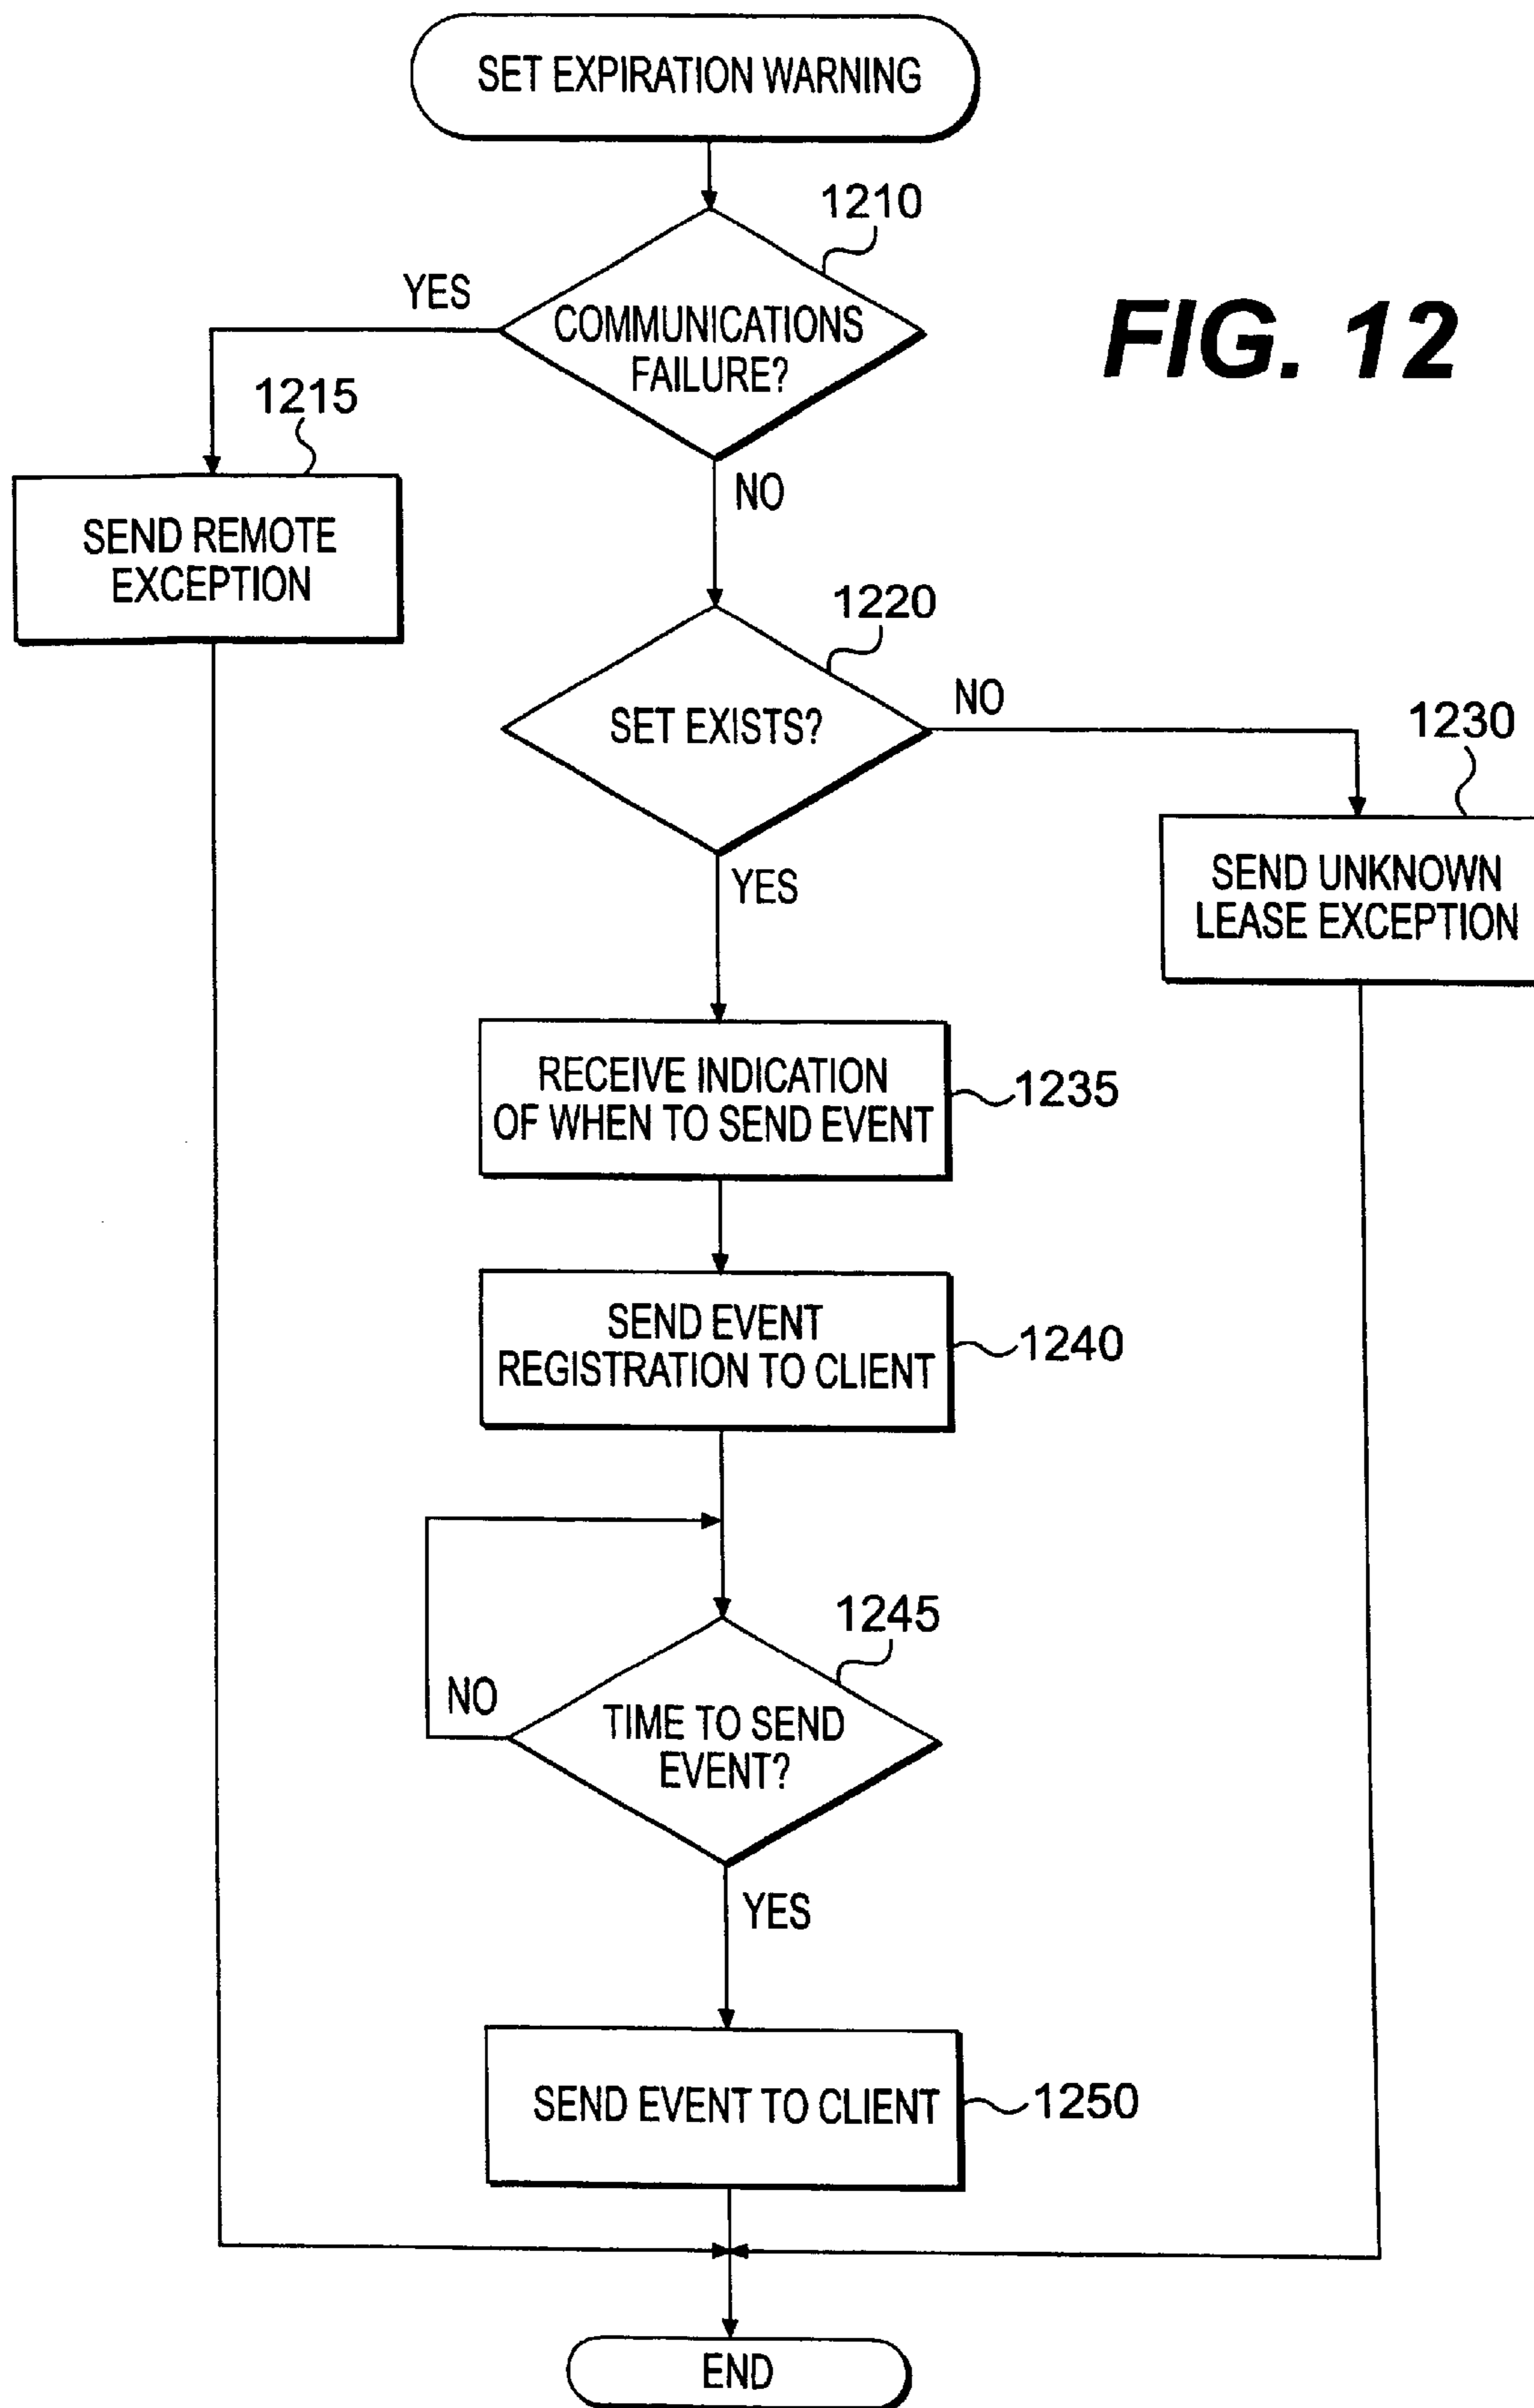 SET EXPIRATION WARNING
1210
YES
COMMUNICATIONS
FAILURE?
FIG. 12
1215
NO
SEND REMOTE
EXCEPTION
1220
SET EXISTS?
NO
1230
YES
SEND UNKNOWN
LEASE EXCEPTION
RECEIVE INDICATION
OF WHEN TO SEND EVENT
1235
SEND EVENT
REGISTRATION TO CLIENT
1240
1245
NO
TIME TO SEND
EVENT?
YES
SEND EVENT TO CLIENT
1250
END